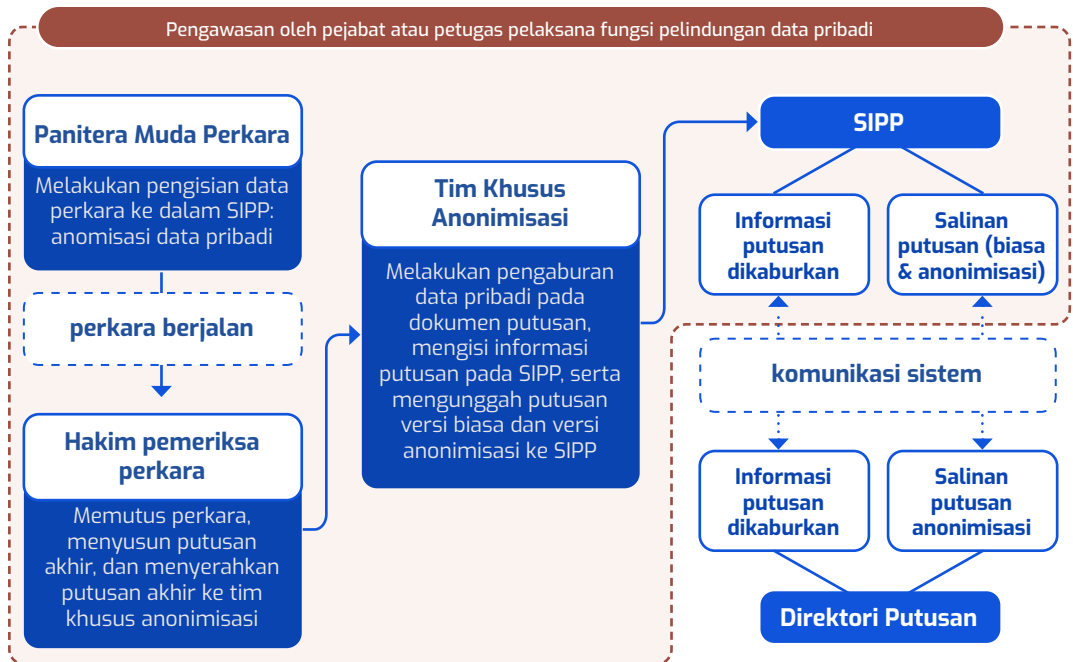 Pengawasan oleh pejabat atau petugas pelaksana fungsi pelindungan data pribadi
Panitera Muda Perkara
Melakukan pengisian data
perkara ke dalam SIPP:
anomisasi data pribadi
perkara berjalan
Hakim pemeriksa
perkara
Memutus perkara,
menyusun putusan
akhir, dan menyerahkan
putusan akhir ke tim
khusus anonimisasi
Tim Khusus
Anonimisasi
Melakukan pengaburan
data pribadi pada
dokumen putusan,
mengisi informasi
putusan pada SIPP, serta
mengunggah putusan
versi biasa dan versi
anonimisasi ke SIPP
SIPP
Informasi
putusan
dikaburkan
Salinan
putusan (biasa
& anonimisasi)
komunikasi sistem
Informasi
putusan
dikaburkan
Salinan
putusan
anonimisasi
Direktori Putusan